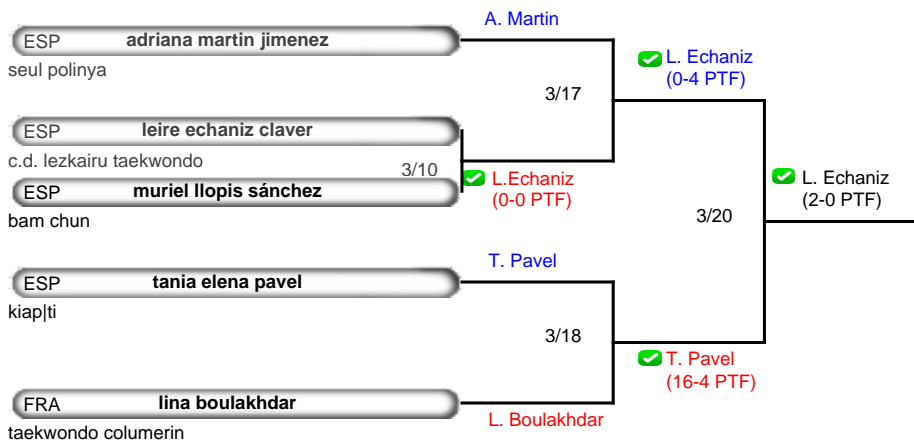 A. Martin
ESP adriana martin jimenez
seul polinya
L. Echaniz
(0-4 PTF)
3/17
ESP leire echaniz claver
c.d. lezkairu taekwondo
3/10
L.Echaniz
(0-0 PTF)
L. Echaniz
(2-0 PTF)
ESP muriel llopis sánchez
bam chun
3/20
T. Pavel
ESP tania elena pavel
kiap|ti
3/18
T. Pavel
(16-4 PTF)
FRA lina boulakhdar
L. Boulakhdar
taekwondo columerin